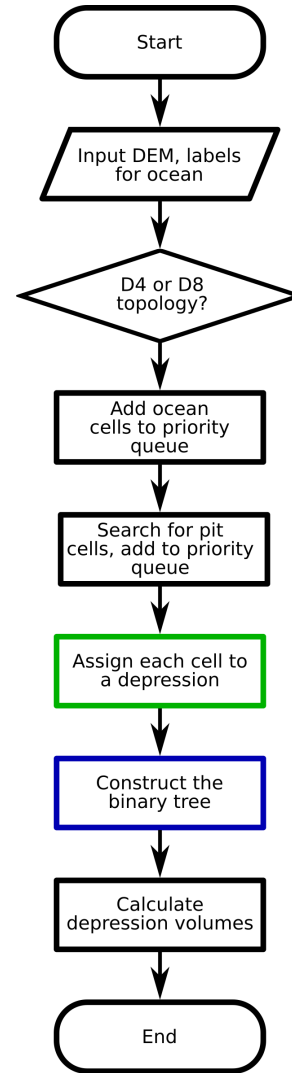 Start
Input DEM, labels
for ocean
D4 or D8
topology?
Add ocean
cells to priority
queue
Search for pit
cells, add to priority
queue
Assign each cell to
a depression
Construct the
binary tree
Calculate
depression volumes
End